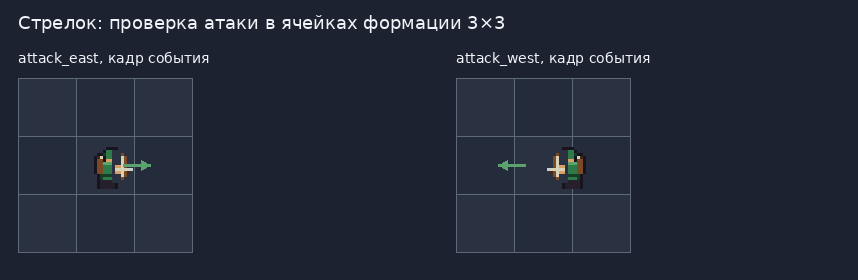 Стрелок: проверка атаки в ячейках формации 3×3
attack_east, кадр события
attack_west, кадр события